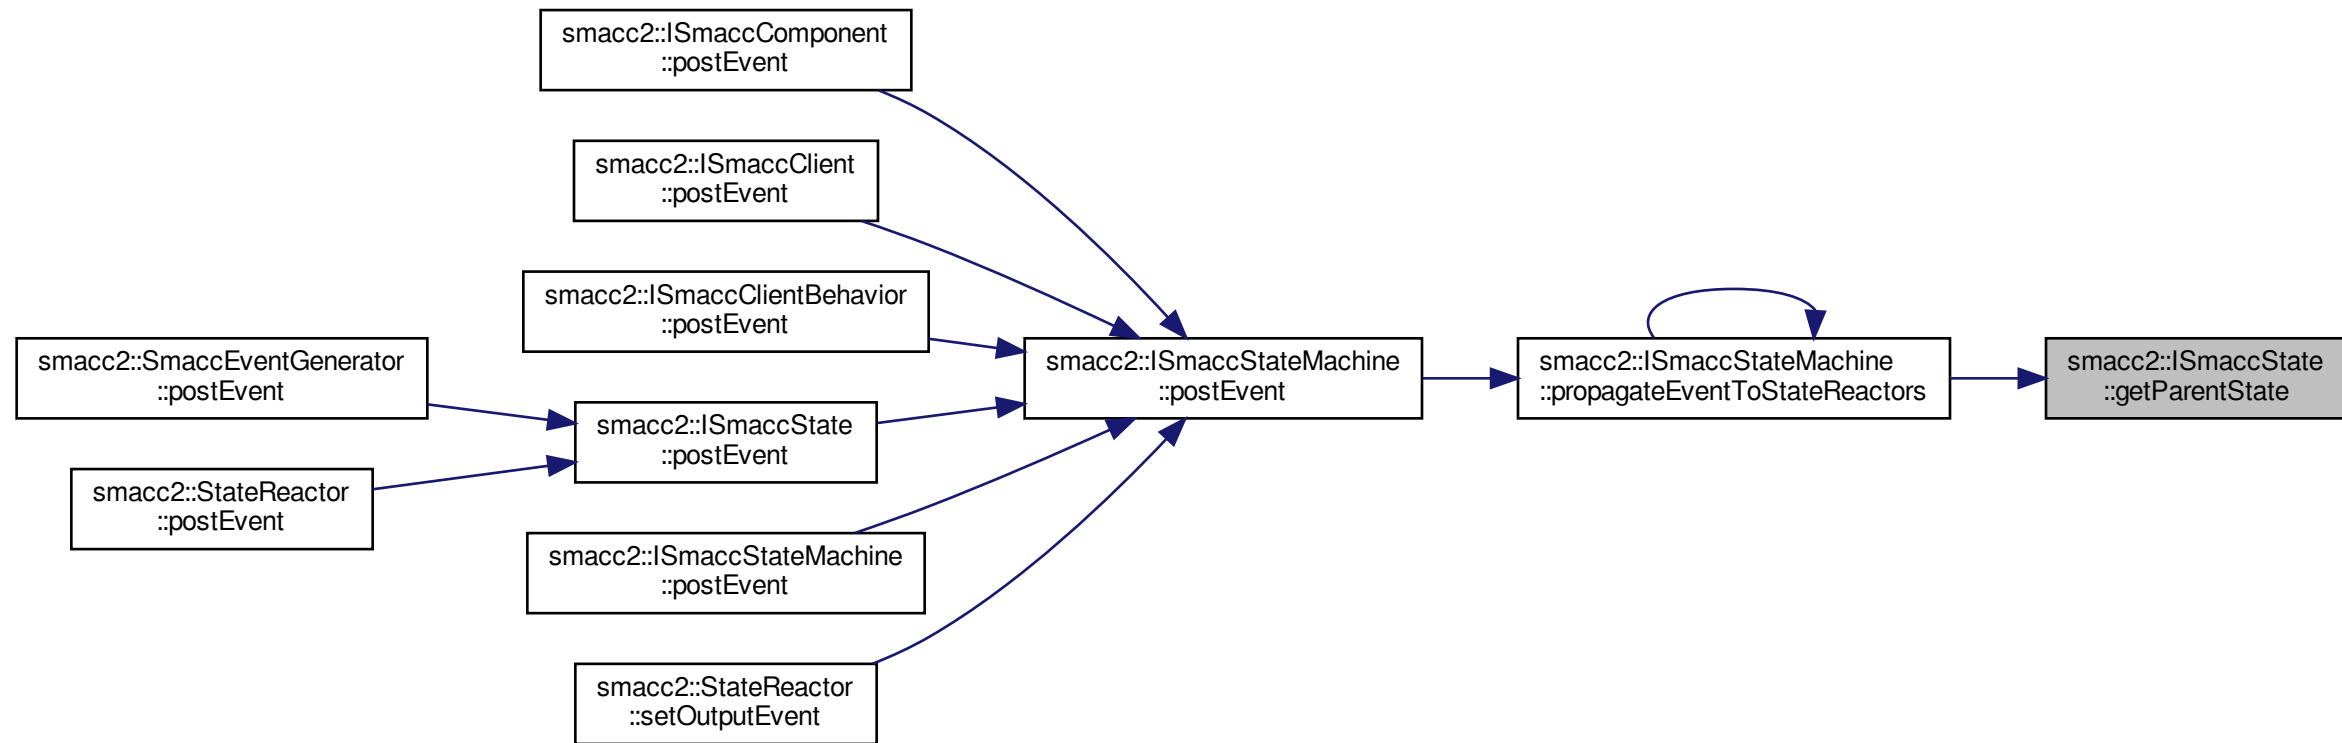 smacc2::ISmaccComponent
::postEvent
smacc2::ISmaccClient
::postEvent
smacc2::ISmaccClientBehavior
::postEvent
smacc2::SmaccEventGenerator
::postEvent
smacc2::ISmaccStateMachine
::postEvent
smacc2::ISmaccStateMachine
::propagateEventToStateReactors
smacc2::ISmaccState
::getParentState
smacc2::ISmaccState
::postEvent
smacc2::StateReactor
::postEvent
smacc2::ISmaccStateMachine
::postEvent
smacc2::StateReactor
::setOutputEvent